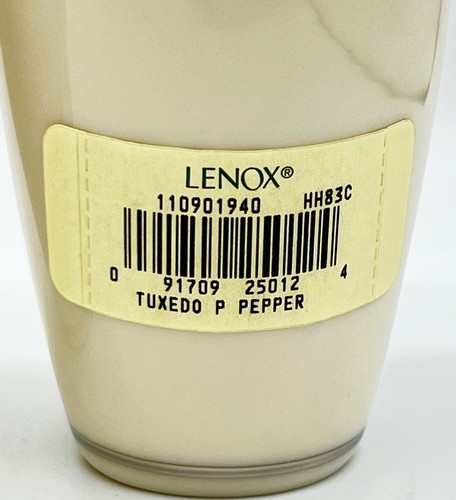 LENOX®
110901940 HH83C
0 91709 25012 4
TUXEDO P PEPPER